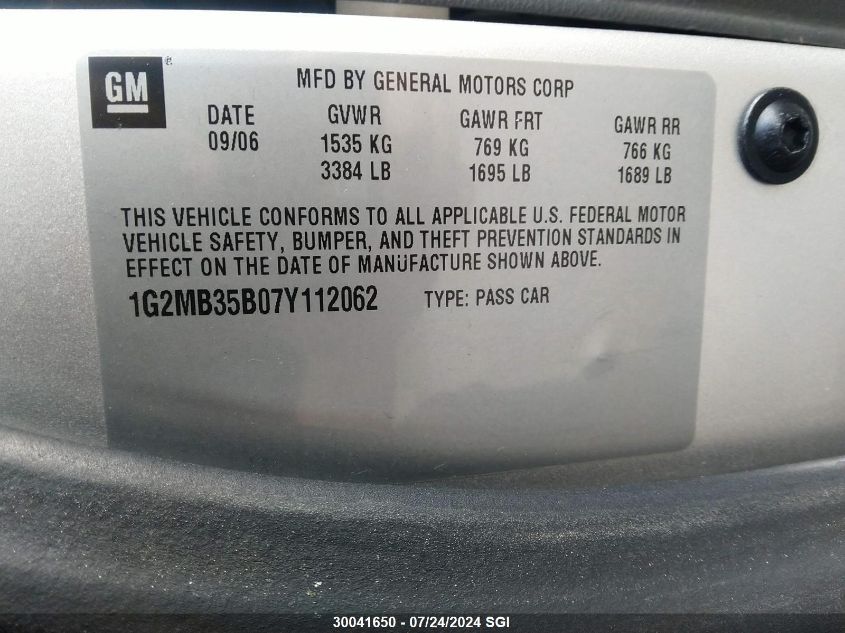 GM ®
MFD BY GENERAL MOTORS CORP
DATE GVWR GAWR FRT GAWR RR
09/06 1535 KG 769 KG 766 KG
3384 LB 1695 LB 1689 LB
THIS VEHICLE CONFORMS TO ALL APPLICABLE U.S. FEDERAL MOTOR
VEHICLE SAFETY, BUMPER, AND THEFT PREVENTION STANDARDS IN
EFFECT ON THE DATE OF MANUFACTURE SHOWN ABOVE.
1G2MB35B07Y112062 TYPE: PASS CAR
30041650 - 07/24/2024 SGI